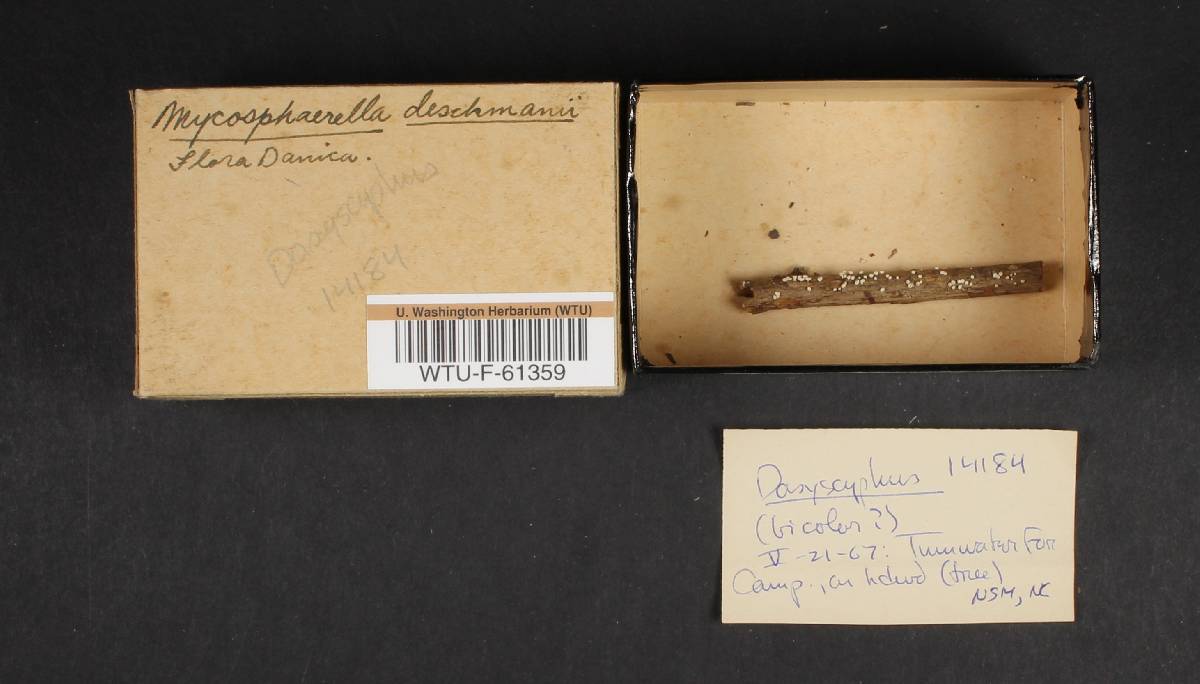 Mycosphaerella deschmanii
Flora Danica.
Dasyscyphus
14184
U. Washington Herbarium (WTU)
WTU-F-61359
Dasyscyphus 14184
(bicolor?)
V-21-67: Tumwater For
Camp., on hdwd (tree)
NSM, NC